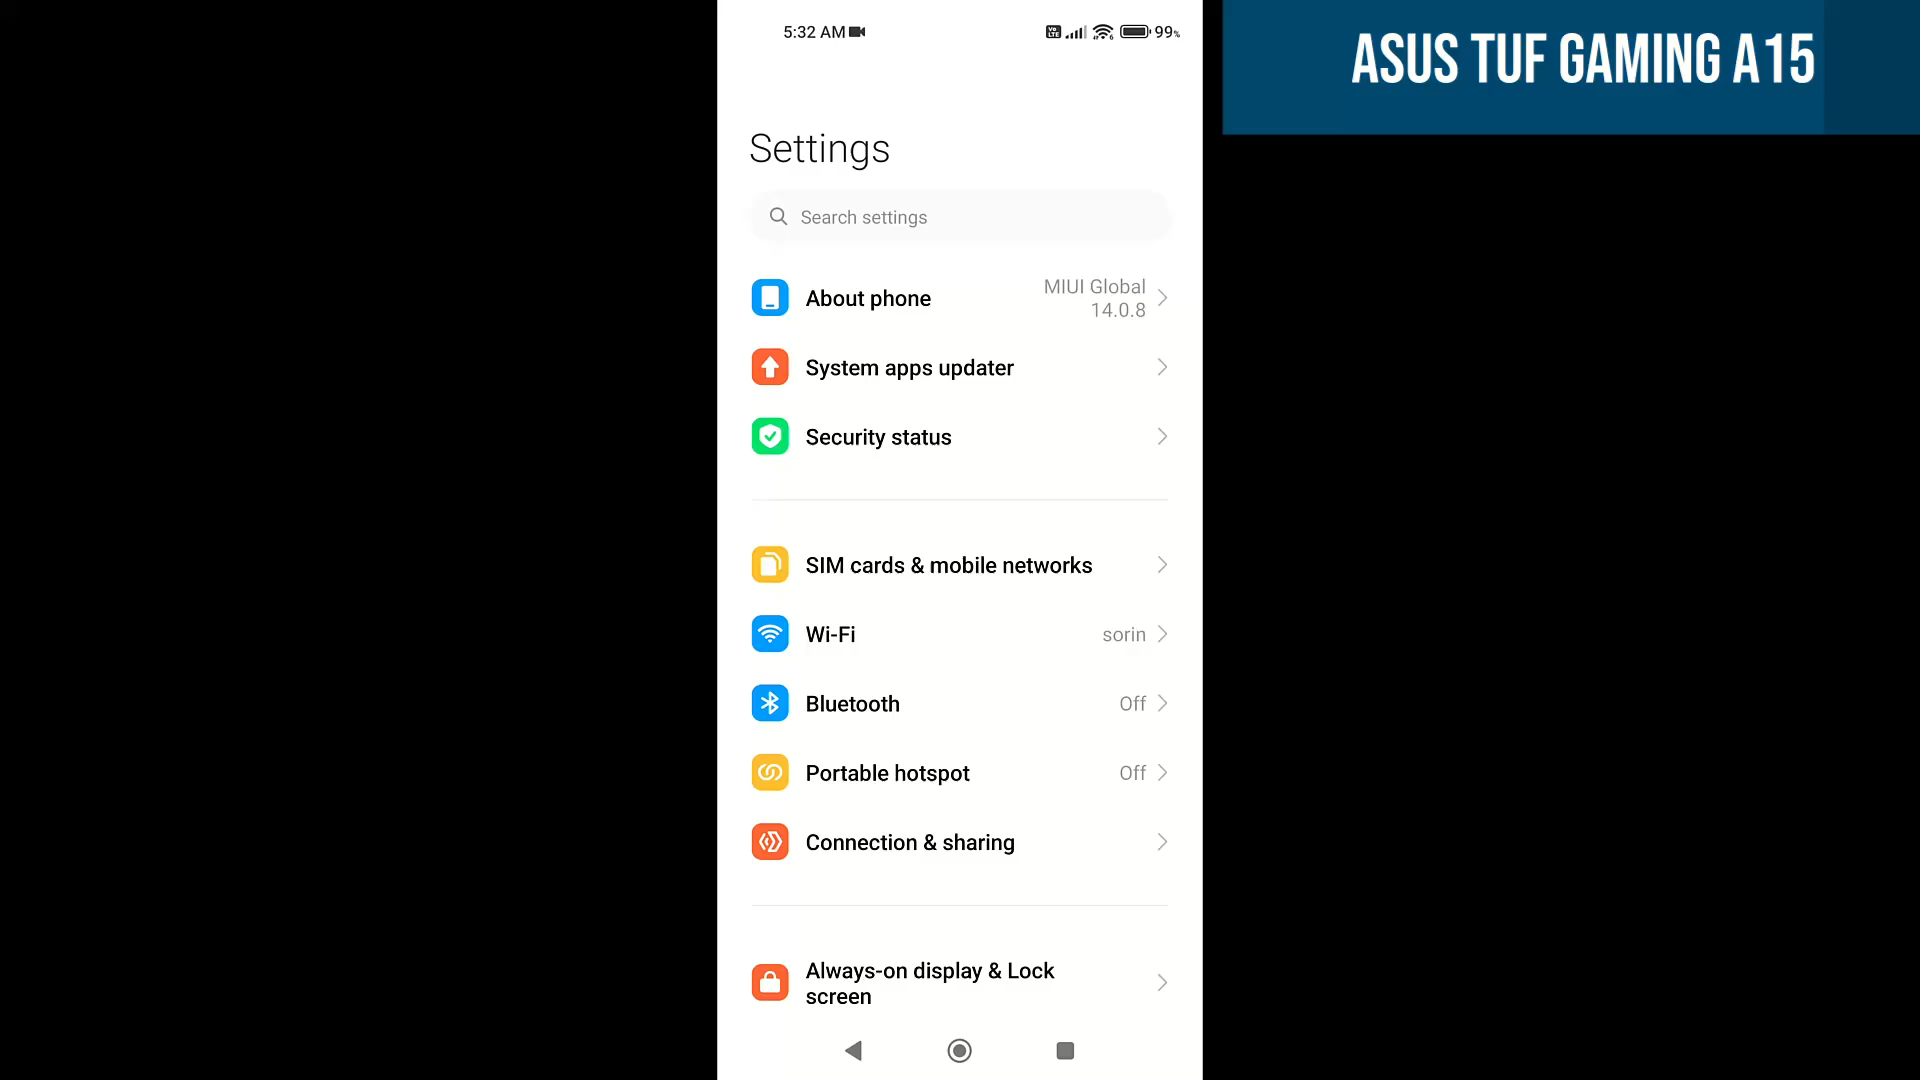 5:32 AM
99%
ASUS TUF GAMING A15
Settings
Search settings
About phone
MIUI Global
14.0.8
System apps updater
Security status
SIM cards & mobile networks
Wi-Fi
sorin
Bluetooth
Off
Portable hotspot
Off
Connection & sharing
Always-on display & Lock
screen